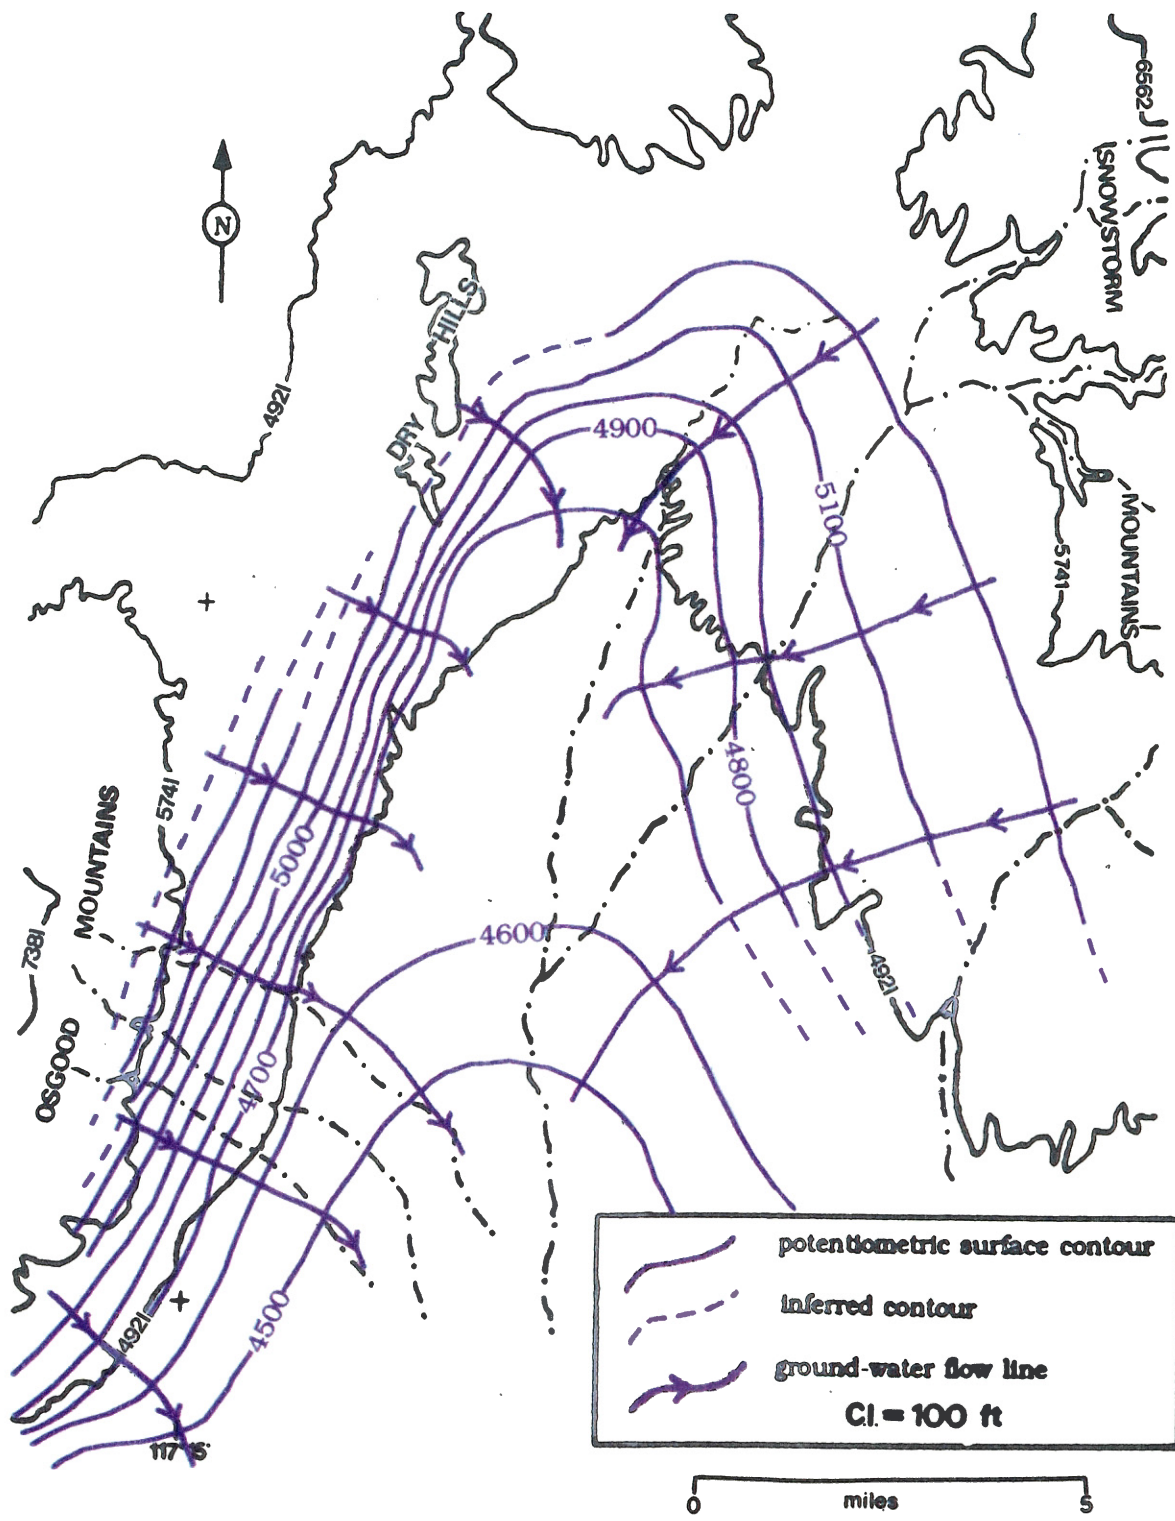 6562
SNOWSTORM
N
HILLS
4921
DRY
4900
5100
MOUNTAINS
5741
5741
4800
MOUNTAINS
5000
7381
4600
4921
OSGOOD
4700
4500
4921
117 15'
potentiometric surface contour
inferred contour
ground-water flow line
C.I. = 100 ft
0 miles 5